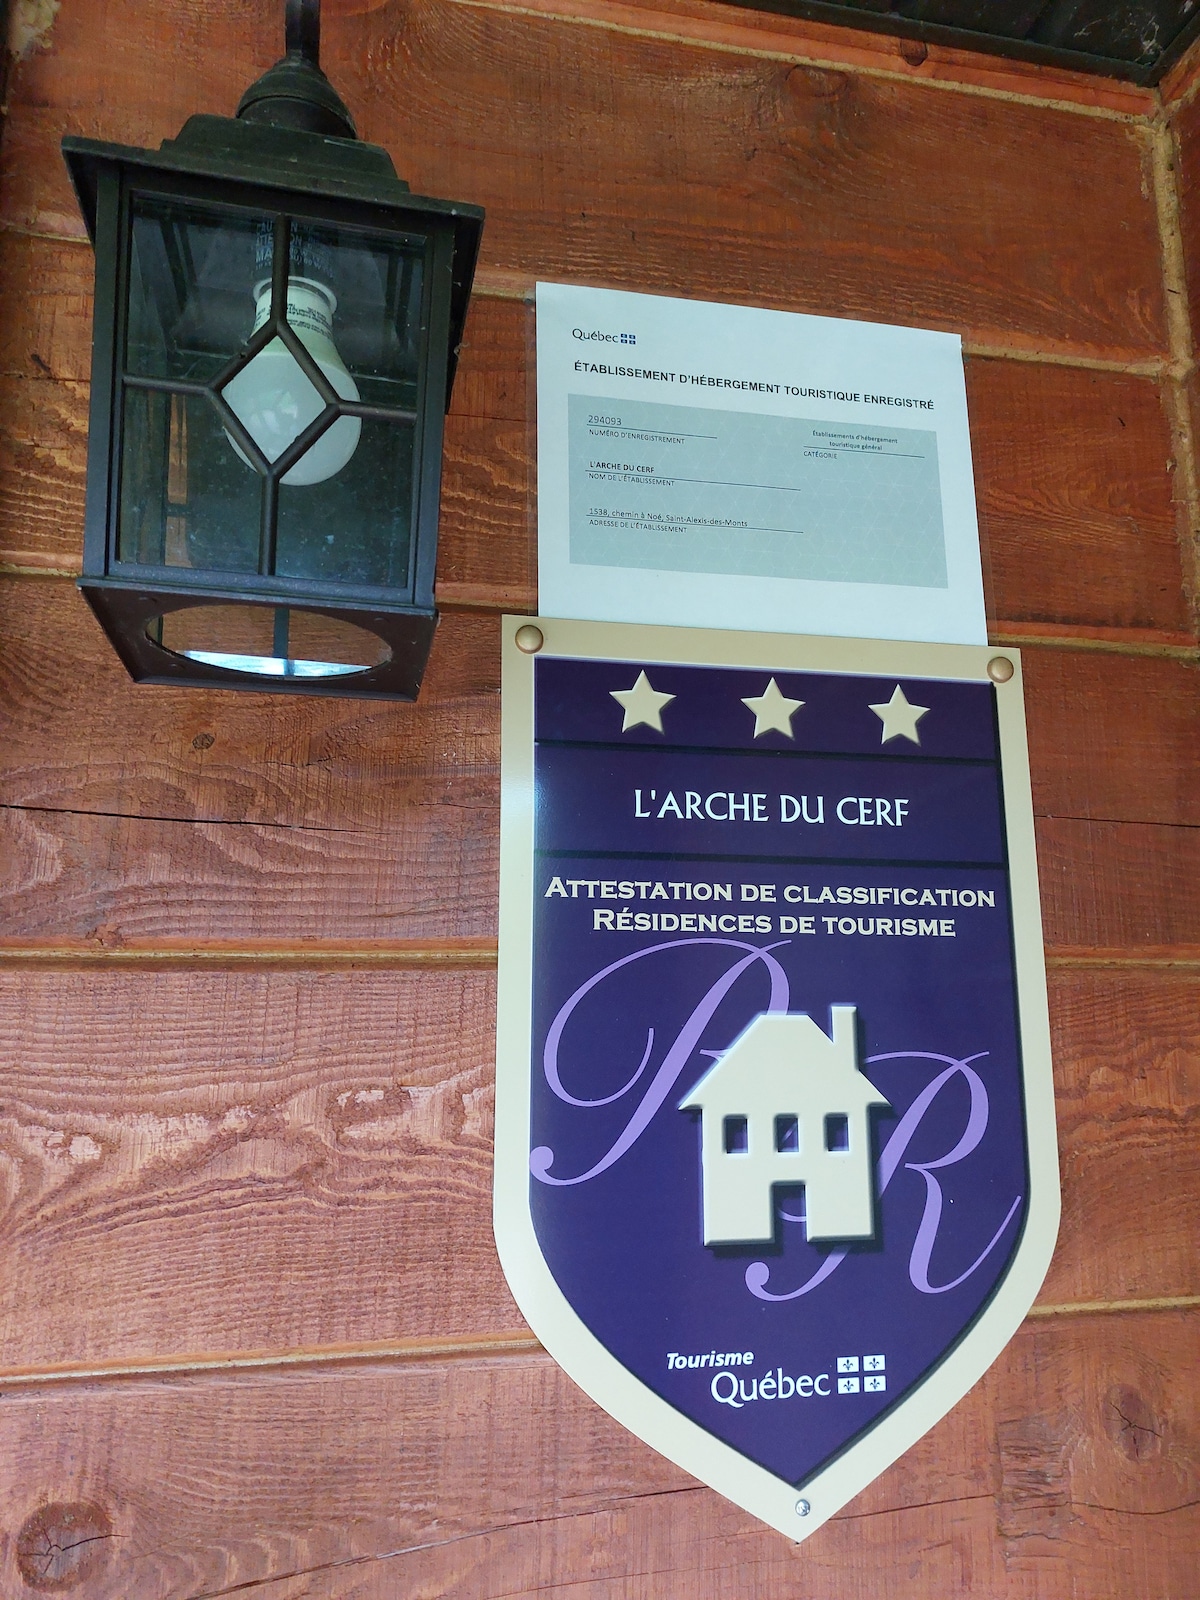 Québec
ÉTABLISSEMENT D'HÉBERGEMENT TOURISTIQUE ENREGISTRÉ
294093
NUMÉRO D'ENREGISTREMENT
Établissements d'hébergement
touristique général
CATÉGORIE
L'ARCHE DU CERF
NOM DE L'ÉTABLISSEMENT
1538, chemin à Noé, Saint-Alexis-des-Monts
ADRESSE DE L'ÉTABLISSEMENT
L'ARCHE DU CERF
ATTESTATION DE CLASSIFICATION
RÉSIDENCES DE TOURISME
Tourisme
Québec